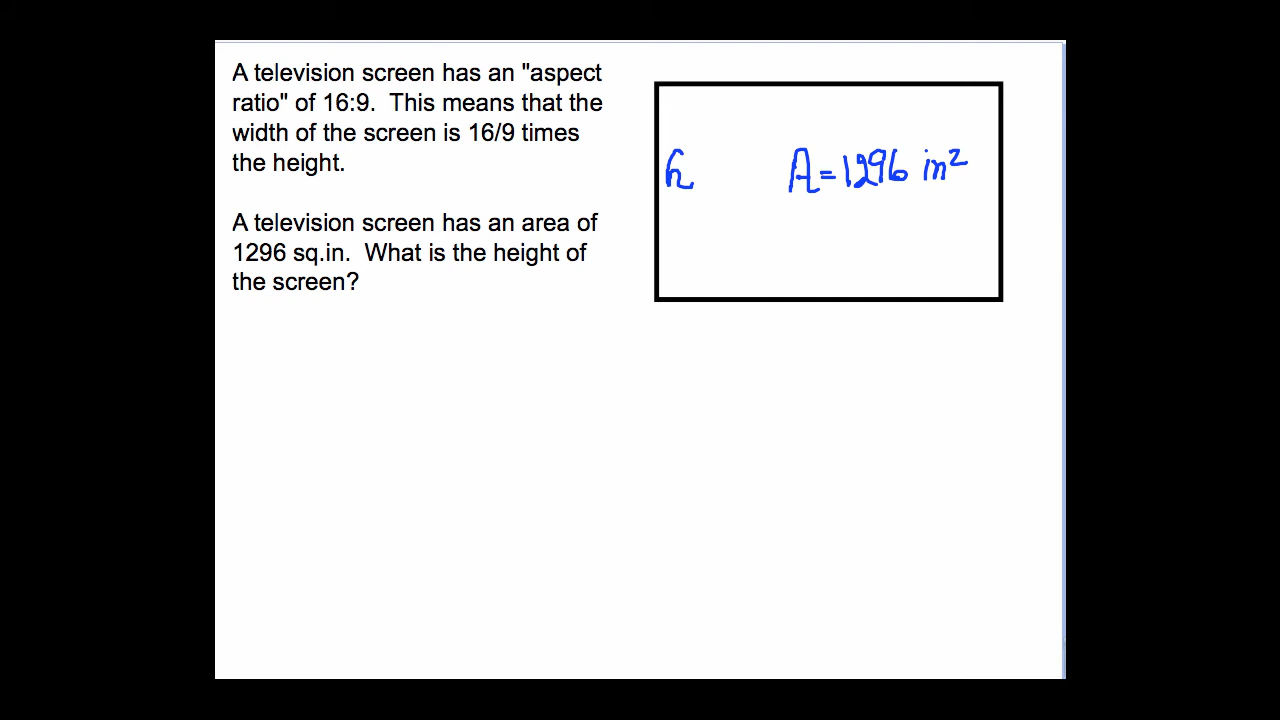 A television screen has an "aspect
ratio" of 16:9. This means that the
width of the screen is 16/9 times
the height.
A television screen has an area of
1296 sq.in. What is the height of
the screen?
h
A=1296 in²